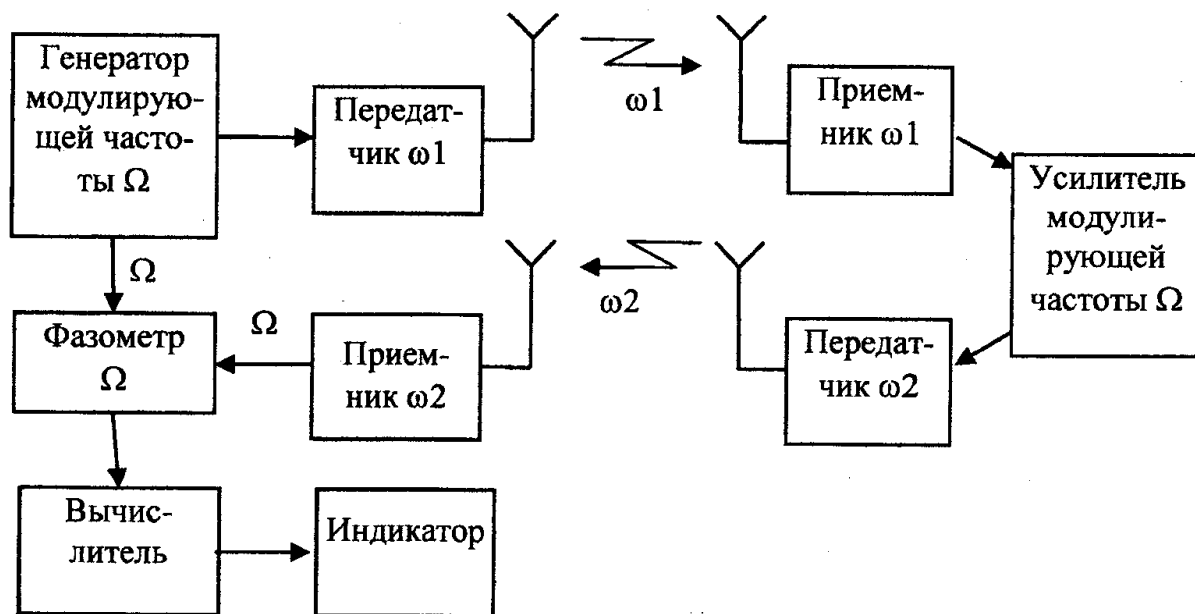 Генератор
модулирую-
щей часто-
ты Ω
Передат-
чик ω1
ω1
Прием-
ник ω1
Усилитель
модули-
рующей
частоты Ω
Ω
Фазометр
Ω
Ω
Прием-
ник ω2
ω2
Передат-
чик ω2
Вычис-
литель
Индикатор